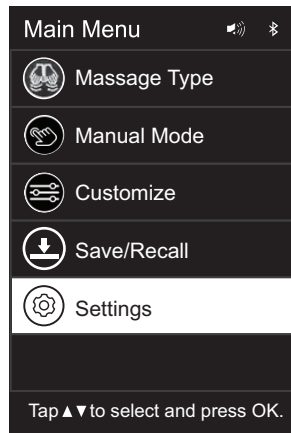 Main Menu
Massage Type
Manual Mode
Customize
Save/Recall
Settings
Tap▲▼to select and press OK.